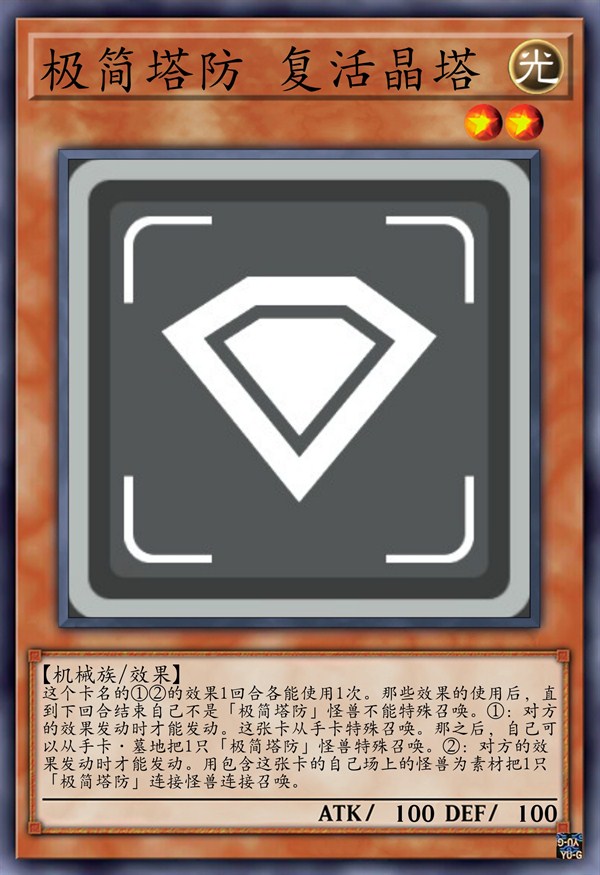 极简塔防 复活晶塔
光
【机械族/效果】
这个卡名的①②的效果1回合各能使用1次。那些效果的使用后，直
到下回合结束自己不是「极简塔防」怪兽不能特殊召唤。①：对方
的效果发动时才能发动。这张卡从手卡特殊召唤。那之后，自己可
以从手卡·墓地把1只「极简塔防」怪兽特殊召唤。②：对方的效
果发动时才能发动。用包含这张卡的自己场上的怪兽为素材把1只
「极简塔防」连接怪兽连接召唤。
ATK/ 100 DEF/ 100
YU-G